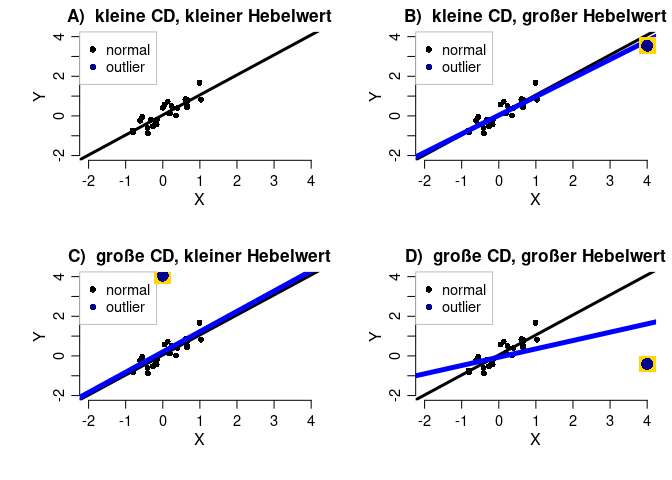 A)  kleine CD, kleiner Hebelwert
4
2
0
-2
Y
normal
outlier
-2 -1 0 1 2 3 4
X
B)  kleine CD, großer Hebelwert
4
2
0
-2
Y
normal
outlier
-2 -1 0 1 2 3 4
X
C)  große CD, kleiner Hebelwert
4
2
0
-2
Y
normal
outlier
-2 -1 0 1 2 3 4
X
D)  große CD, großer Hebelwert
4
2
0
-2
Y
normal
outlier
-2 -1 0 1 2 3 4
X